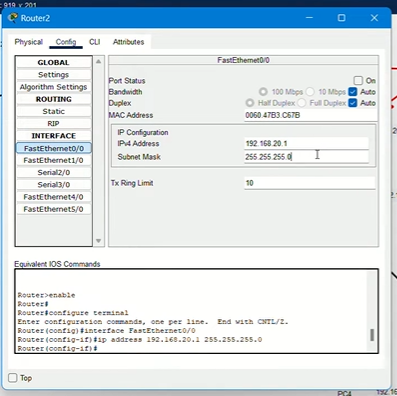 919, y: 201
Router2
Physical Config CLI Attributes
GLOBAL
Settings
Algorithm Settings
ROUTING
Static
RIP
INTERFACE
FastEthernet0/0
FastEthernet1/0
Serial2/0
Serial3/0
FastEthernet4/0
FastEthernet5/0
FastEthernet0/0
Port Status On
Bandwidth 100 Mbps 10 Mbps Auto
Duplex Half Duplex Full Duplex Auto
MAC Address 0060.47B3.C67B
IP Configuration
IPv4 Address 192.168.20.1
Subnet Mask 255.255.255.0
Tx Ring Limit 10
Equivalent IOS Commands
Router>enable
Router#
Router#configure terminal
Enter configuration commands, one per line. End with CNTL/Z.
Router(config)#interface FastEthernet0/0
Router(config-if)#ip address 192.168.20.1 255.255.255.0
Router(config-if)#
Top
PC4
192.